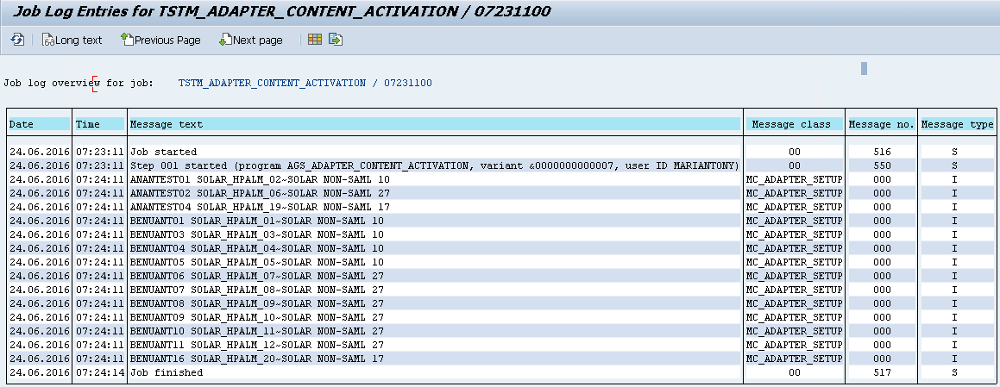 Job Log Entries for TSTM_ADAPTER_CONTENT_ACTIVATION / 07231100
Long text Previous Page Next page
Job log overview for job: TSTM_ADAPTER_CONTENT_ACTIVATION / 07231100
Date Time Message text Message class Message no. Message type
24.06.2016 07:23:11 Job started 00 516 S
24.06.2016 07:23:11 Step 001 started (program AGS_ADAPTER_CONTENT_ACTIVATION, variant &0000000000007, user ID MARIANTONY) 00 550 S
24.06.2016 07:24:11 ANANTEST01 SOLAR_HPALM_02~SOLAR NON-SAML 10 MC_ADAPTER_SETUP 000 I
24.06.2016 07:24:11 ANANTEST02 SOLAR_HPALM_06~SOLAR NON-SAML 27 MC_ADAPTER_SETUP 000 I
24.06.2016 07:24:11 ANANTEST04 SOLAR_HPALM_19~SOLAR NON-SAML 17 MC_ADAPTER_SETUP 000 I
24.06.2016 07:24:11 BENUANT01 SOLAR_HPALM_01~SOLAR NON-SAML 10 MC_ADAPTER_SETUP 000 I
24.06.2016 07:24:11 BENUANT03 SOLAR_HPALM_03~SOLAR NON-SAML 10 MC_ADAPTER_SETUP 000 I
24.06.2016 07:24:11 BENUANT04 SOLAR_HPALM_04~SOLAR NON-SAML 10 MC_ADAPTER_SETUP 000 I
24.06.2016 07:24:11 BENUANT05 SOLAR_HPALM_05~SOLAR NON-SAML 10 MC_ADAPTER_SETUP 000 I
24.06.2016 07:24:11 BENUANT06 SOLAR_HPALM_07~SOLAR NON-SAML 27 MC_ADAPTER_SETUP 000 I
24.06.2016 07:24:11 BENUANT07 SOLAR_HPALM_08~SOLAR NON-SAML 27 MC_ADAPTER_SETUP 000 I
24.06.2016 07:24:11 BENUANT08 SOLAR_HPALM_09~SOLAR NON-SAML 27 MC_ADAPTER_SETUP 000 I
24.06.2016 07:24:11 BENUANT09 SOLAR_HPALM_10~SOLAR NON-SAML 27 MC_ADAPTER_SETUP 000 I
24.06.2016 07:24:11 BENUANT10 SOLAR_HPALM_11~SOLAR NON-SAML 27 MC_ADAPTER_SETUP 000 I
24.06.2016 07:24:11 BENUANT11 SOLAR_HPALM_12~SOLAR NON-SAML 27 MC_ADAPTER_SETUP 000 I
24.06.2016 07:24:11 BENUANT16 SOLAR_HPALM_20~SOLAR NON-SAML 17 MC_ADAPTER_SETUP 000 I
24.06.2016 07:24:14 Job finished 00 517 S